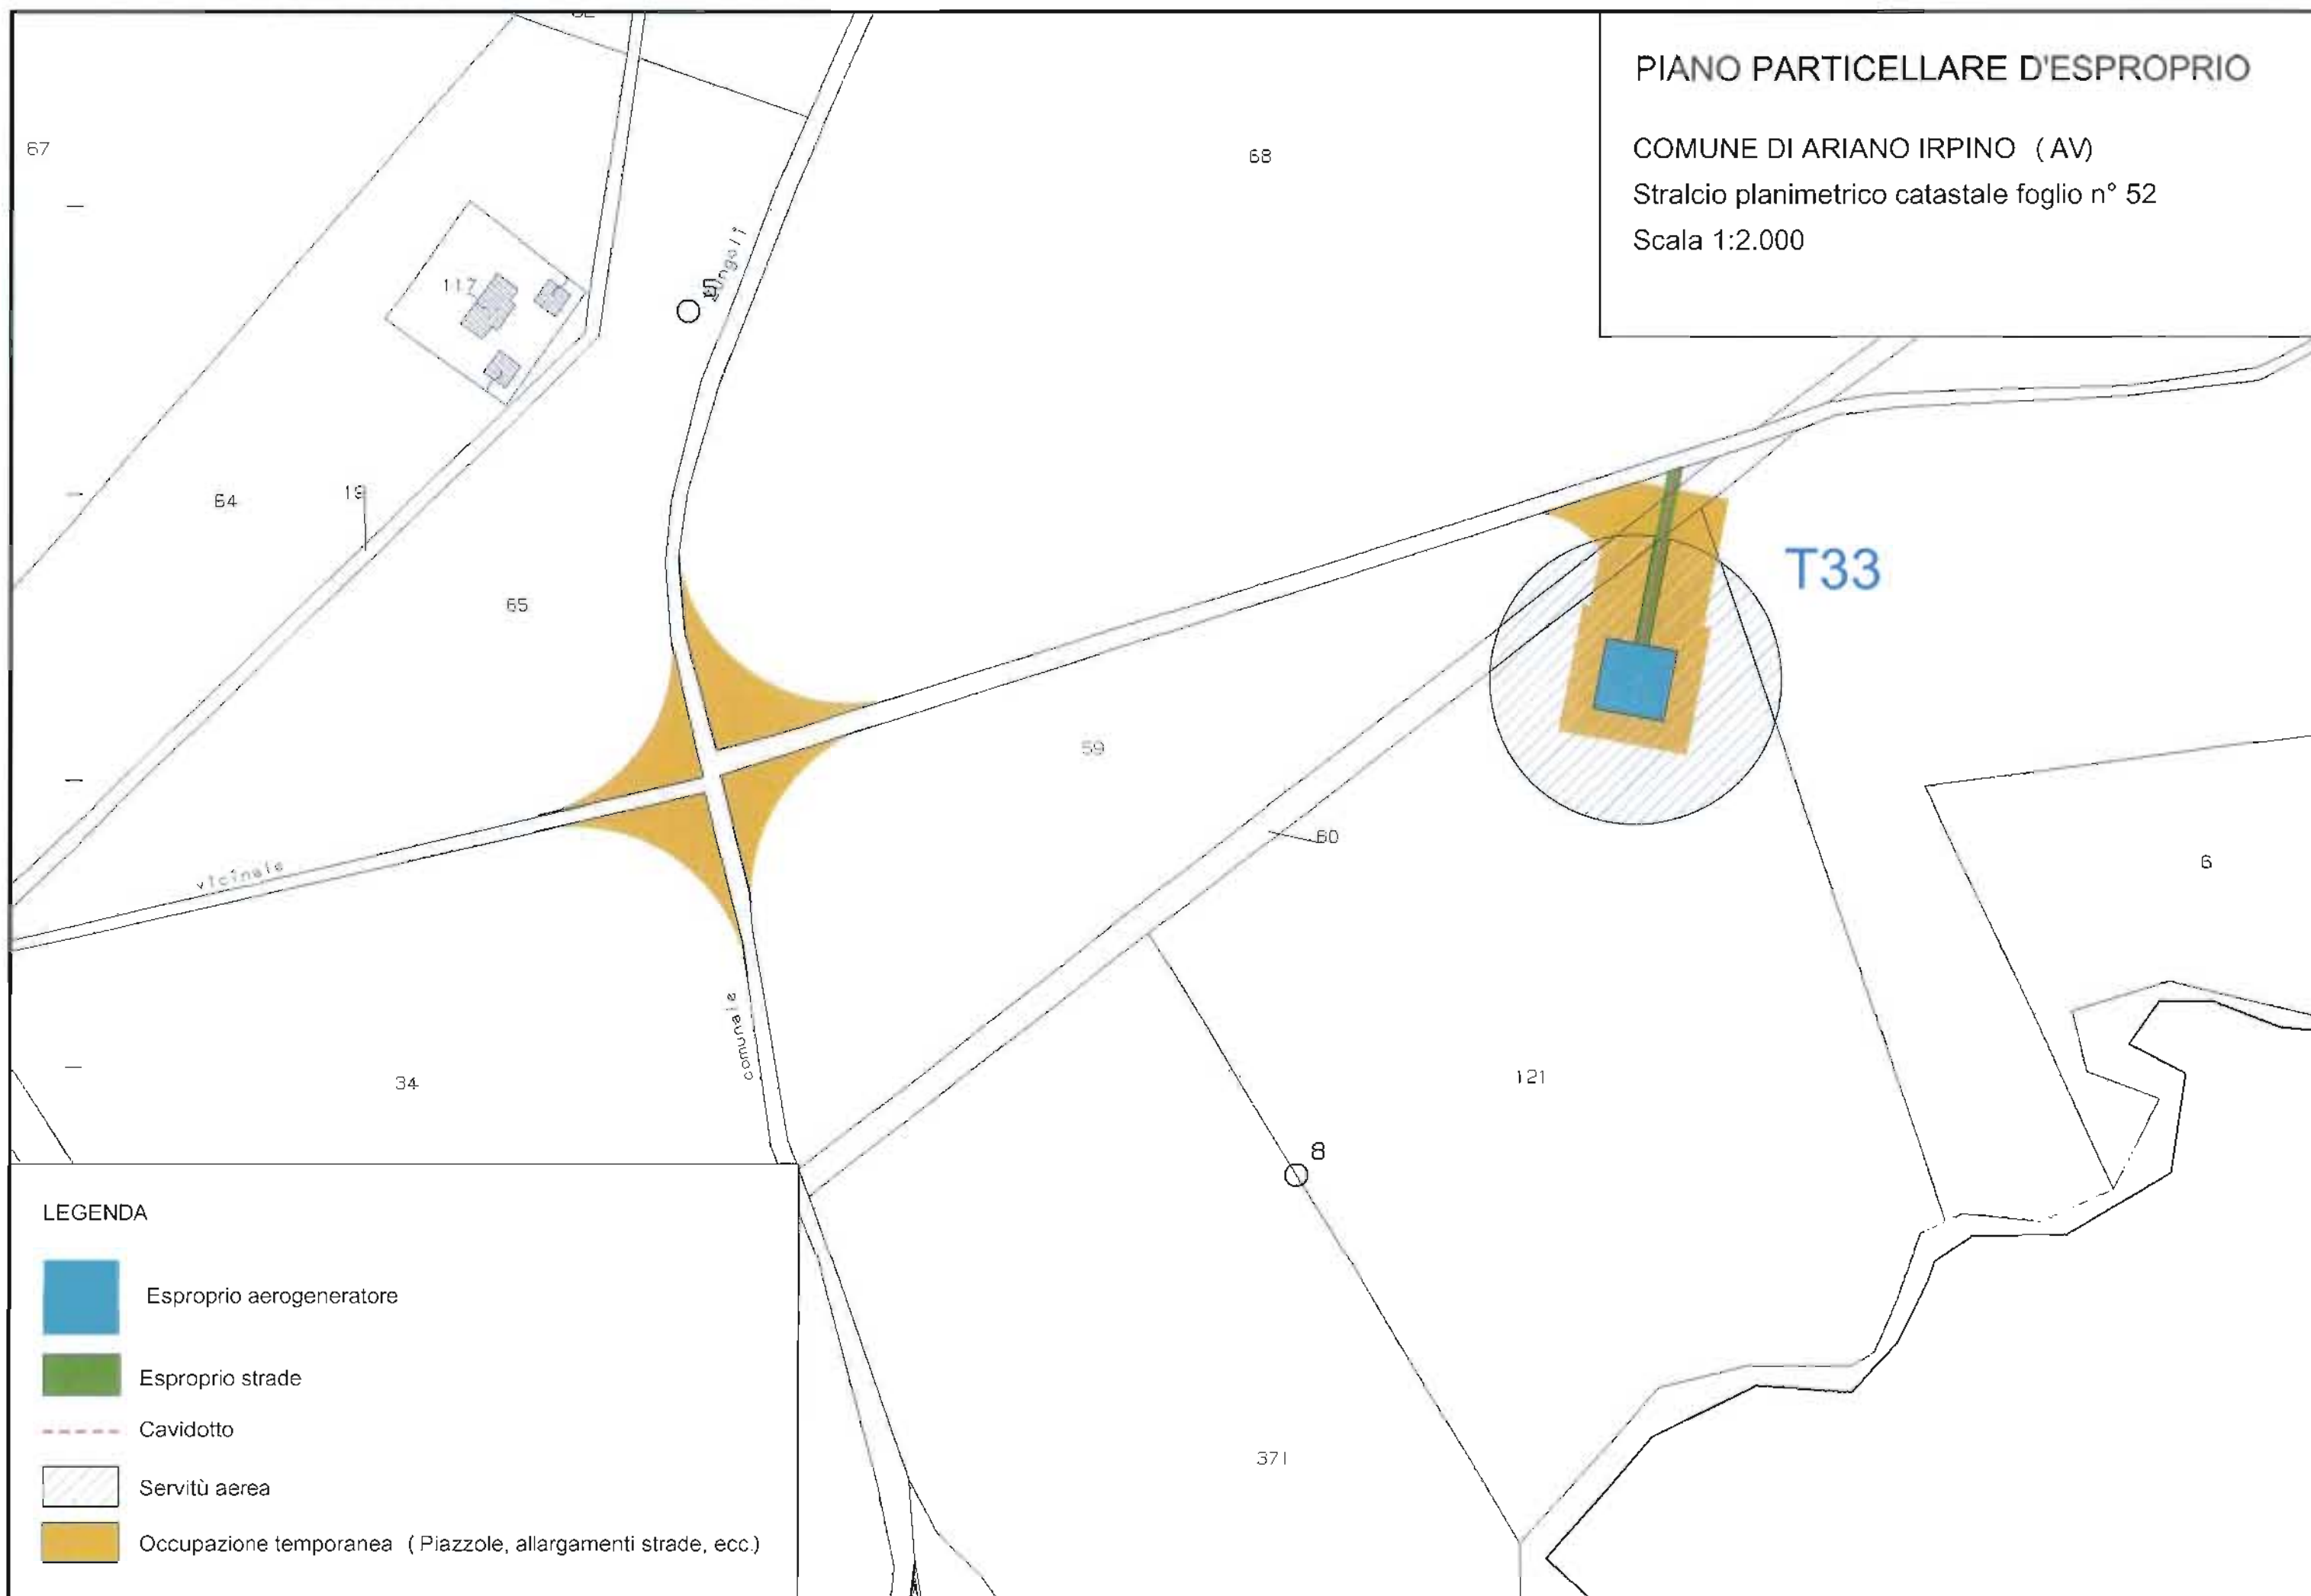 PIANO PARTICELLARE D'ESPROPRIO
COMUNE DI ARIANO IRPINO ( AV)
Stralcio planimetrico catastale foglio n° 52
Scala 1:2.000
67
68
117
5
64
19
65
T33
59
60
vicinale
6
comunale
34
121
8
371
LEGENDA
Esproprio aerogeneratore
Esproprio strade
Cavidotto
Servitù aerea
Occupazione temporanea ( Piazzole, allargamenti strade, ecc.)